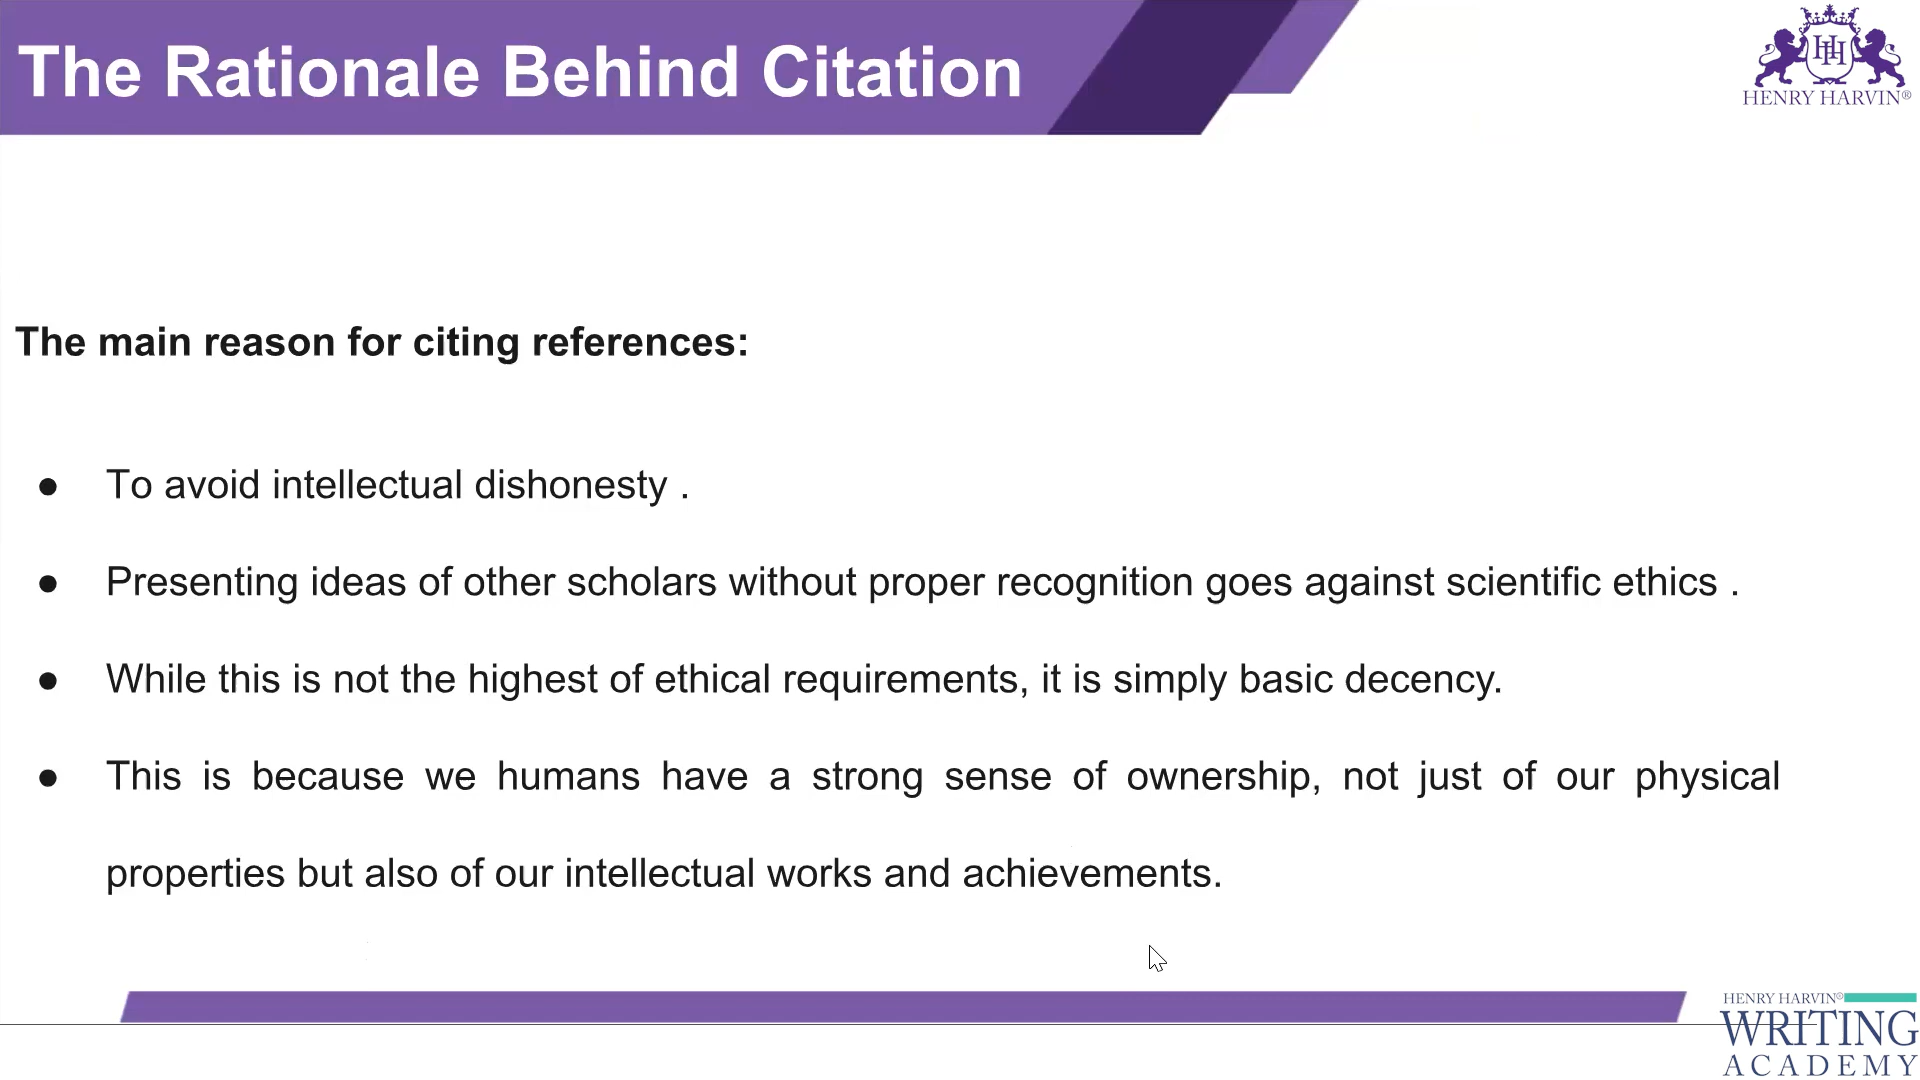 The Rationale Behind Citation
HH
HENRY HARVIN®
The main reason for citing references:
● To avoid intellectual dishonesty .
● Presenting ideas of other scholars without proper recognition goes against scientific ethics .
● While this is not the highest of ethical requirements, it is simply basic decency.
● This is because we humans have a strong sense of ownership, not just of our physical
properties but also of our intellectual works and achievements.
HENRY HARVIN®
WRITING
ACADEMY